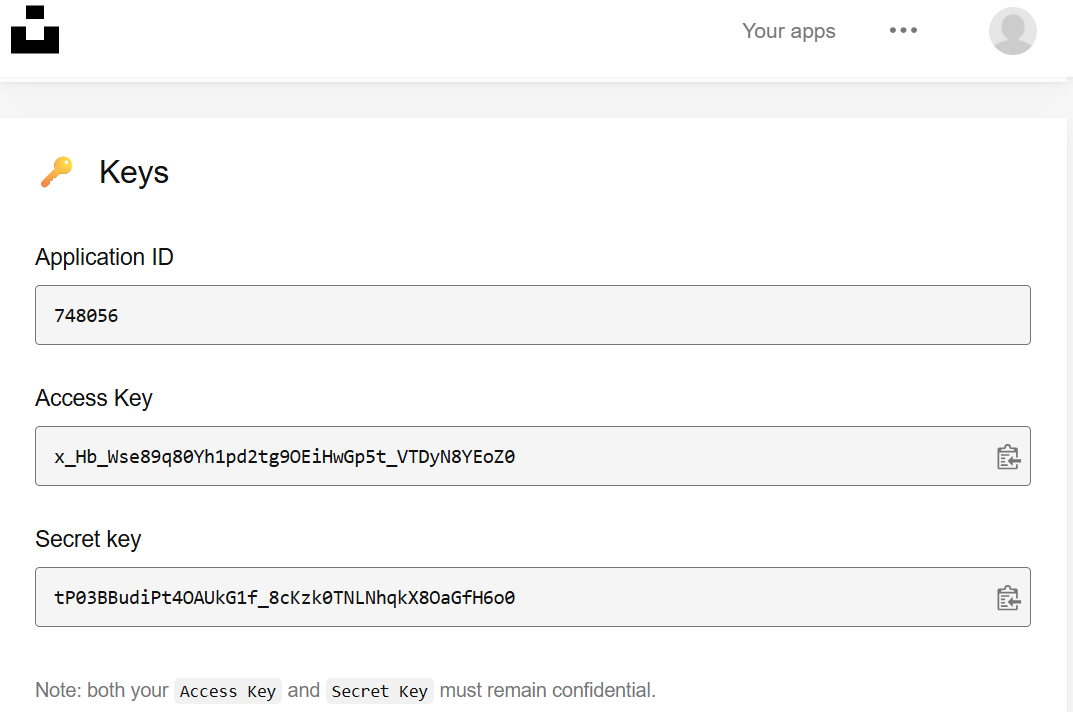 Your apps
Keys
Application ID
748056
Access Key
x_Hb_Wse89q80Yh1pd2tg9OEiHwGp5t_VTDyN8YEoZ0
Secret key
tP03BBudiPt4OAUkG1f_8cKzk0TNLNhqkX8OaGfH6o0
Note: both your Access Key and Secret Key must remain confidential.